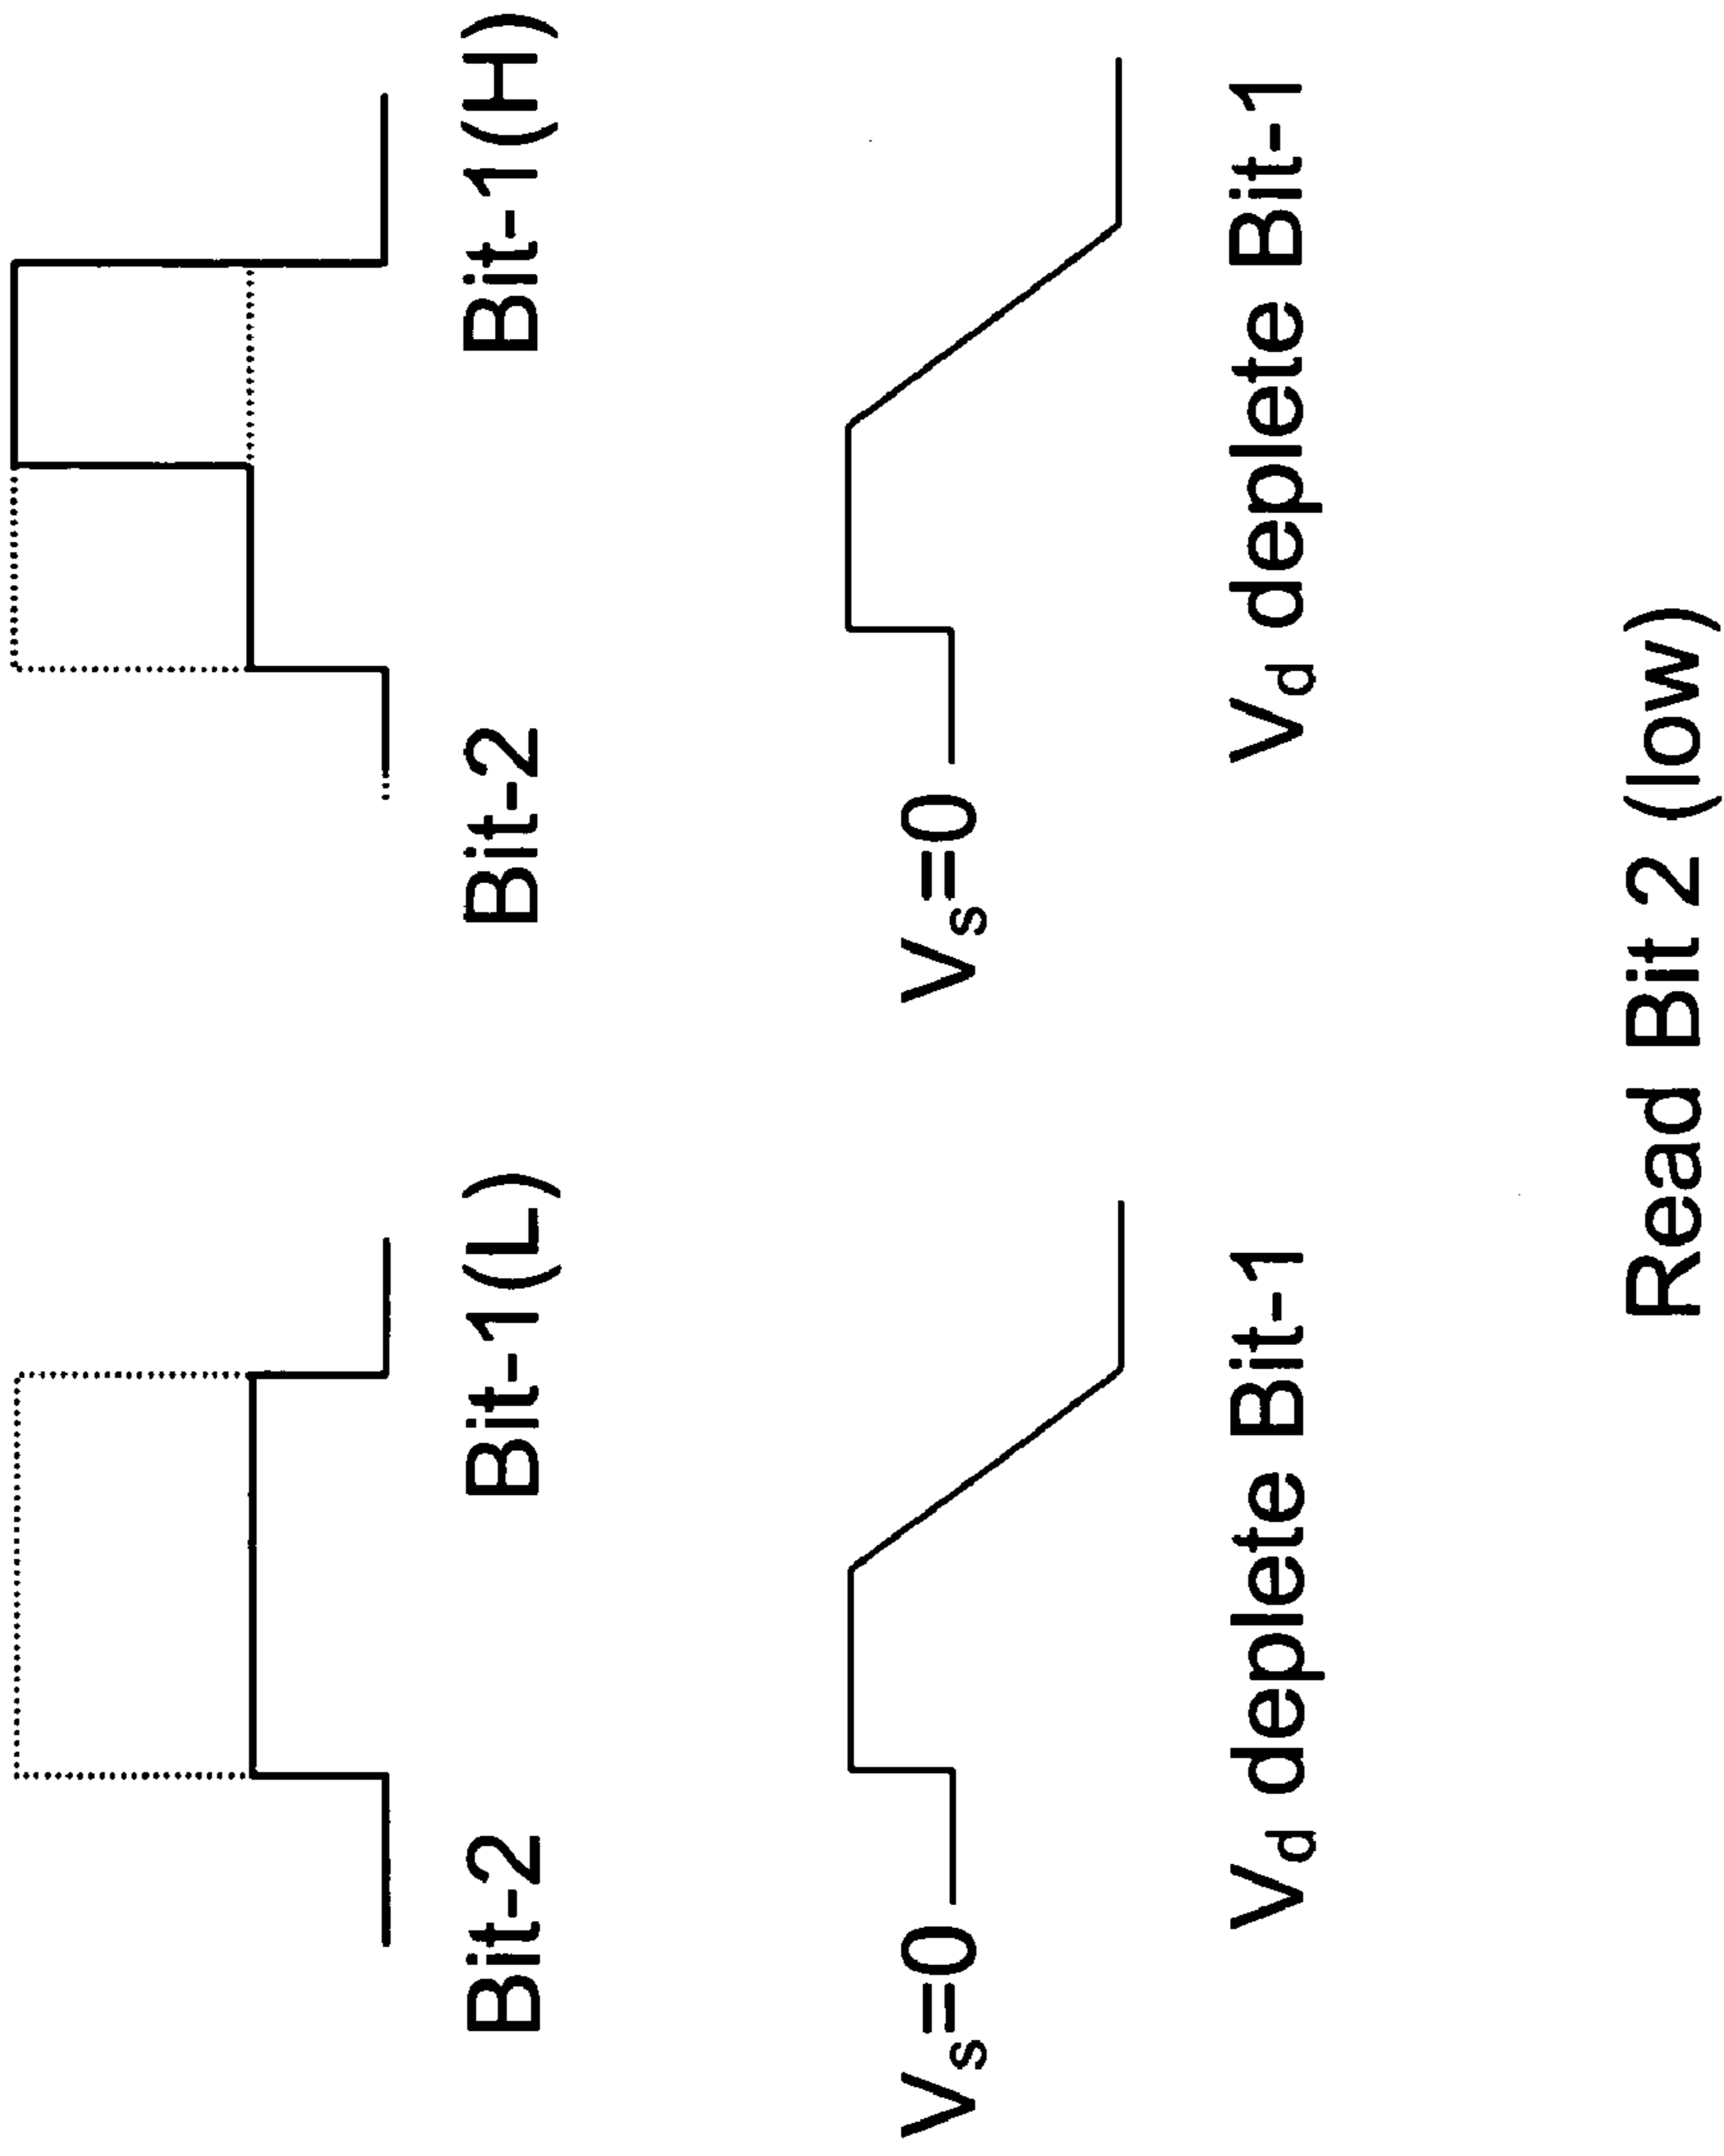 Bit-2 Bit-1(L) Bit-2 Bit-1(H)
Vs=0 Vs=0
Vd deplete Bit-1 Vd deplete Bit-1
Read Bit 2 (low)